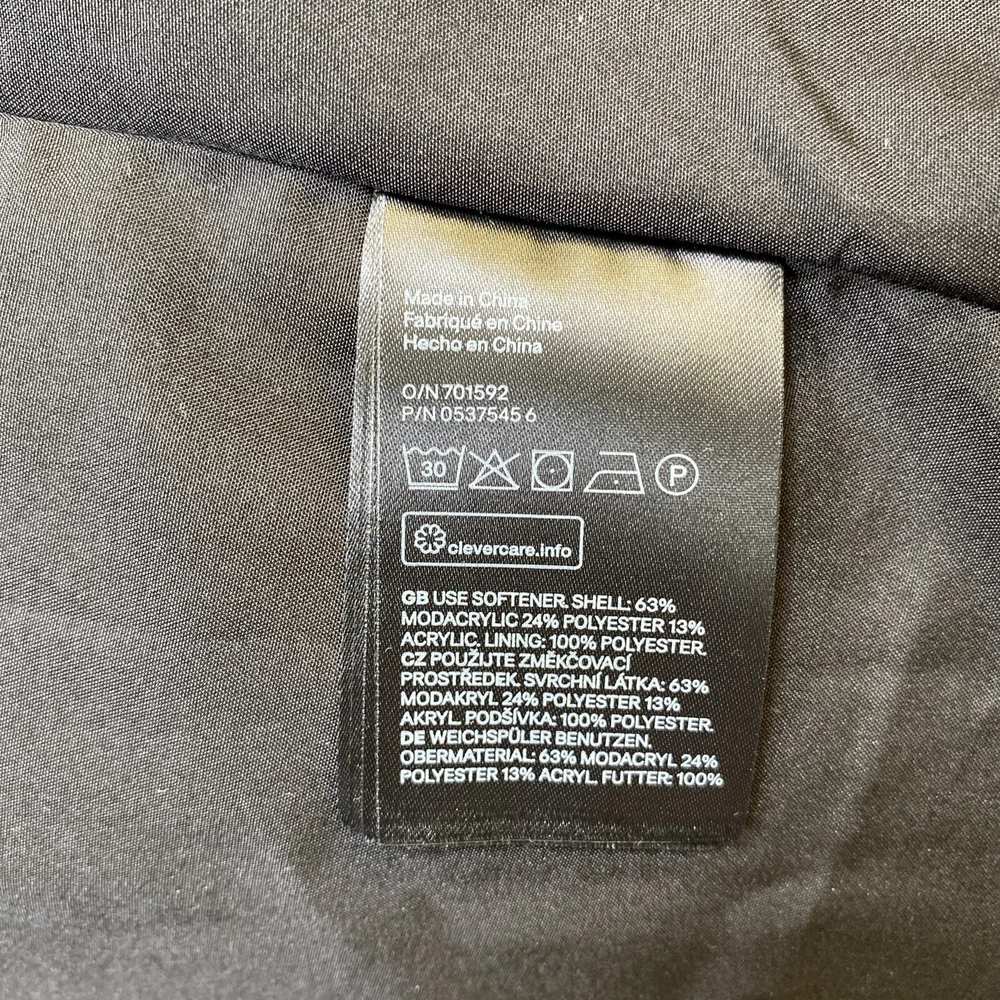 Made in China
Fabriqué en Chine
Hecho en China
O/N 701592
P/N 0537545 6
30 P
clevercare.info
GB USE SOFTENER. SHELL: 63%
MODACRYLIC 24% POLYESTER 13%
ACRYLIC. LINING: 100% POLYESTER.
CZ POUŽIJTE ZMĚKČOVACÍ
PROSTŘEDEK. SVRCHNÍ LÁTKA: 63%
MODAKRYL 24% POLYESTER 13%
AKRYL. PODŠÍVKA: 100% POLYESTER.
DE WEICHSPÜLER BENUTZEN.
OBERMATERIAL: 63% MODACRYL 24%
POLYESTER 13% ACRYL. FUTTER: 100%